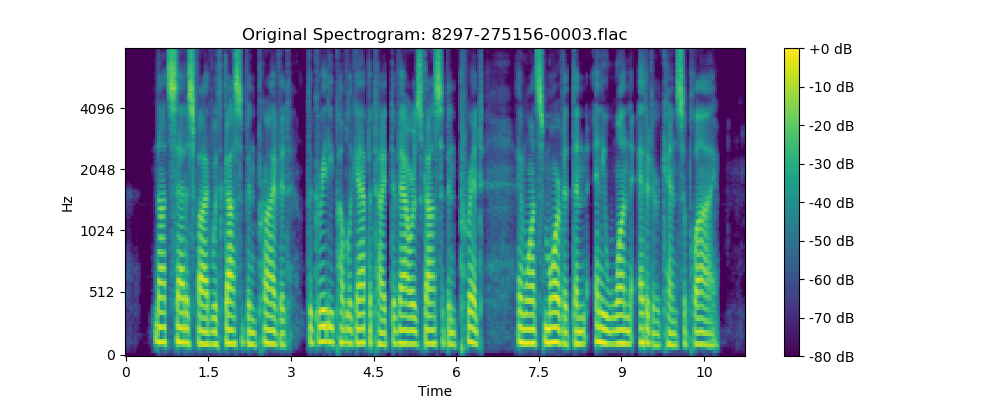 Original Spectrogram: 8297-275156-0003.flac
Hz
4096
2048
1024
512
0
0 1.5 3 4.5 6 7.5 9 10
Time
+0 dB
-10 dB
-20 dB
-30 dB
-40 dB
-50 dB
-60 dB
-70 dB
-80 dB